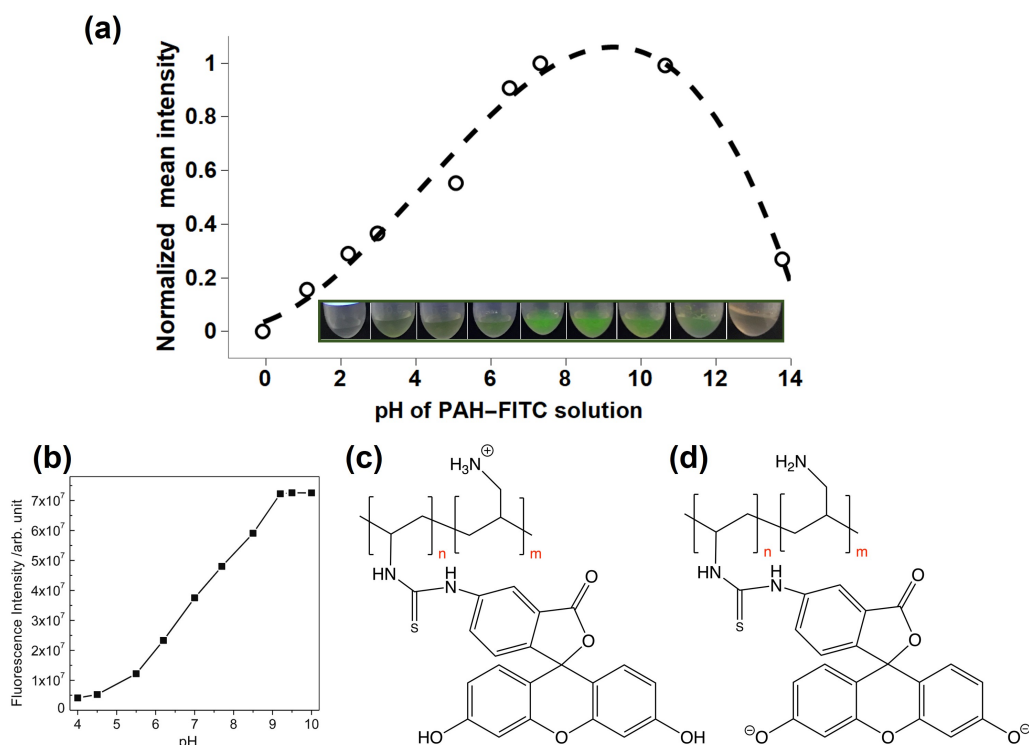 (a)
Normalized mean intensity
1
0.8
0.6
0.4
0.2
0
0 2 4 6 8 10 12 14
pH of PAH–FITC solution
(b)
Fluorescence Intensity /arb. unit
7x10⁷
6x10⁷
5x10⁷
4x10⁷
3x10⁷
2x10⁷
1x10⁷
0
4 5 6 7 8 9 10
pH
(c)
H₃N⊕
n m
HN
H
N
S
O
O
HO O OH
(d)
H₂N
n m
HN
H
N
S
O
O
⊖O O O⊖